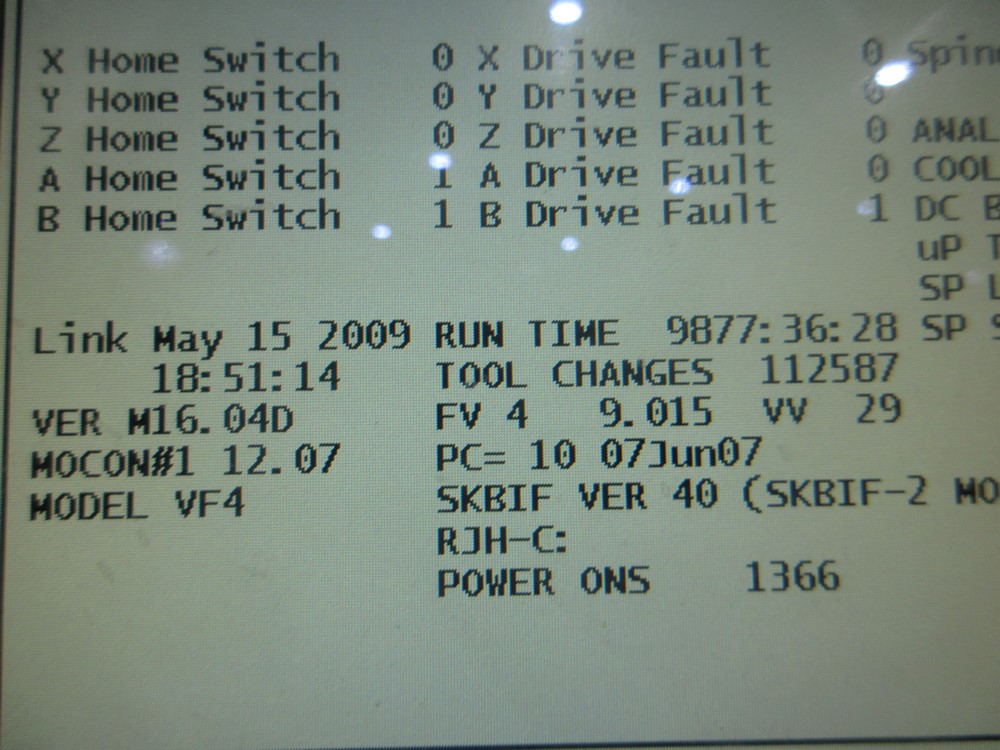 X Home Switch 0 X Drive Fault 0 Spin
Y Home Switch 0 Y Drive Fault 0
Z Home Switch 0 Z Drive Fault 0 ANAL
A Home Switch 1 A Drive Fault 0 COOL
B Home Switch 1 B Drive Fault 1 DC B
uP T
SP L
Link May 15 2009 RUN TIME 9877:36:28 SP S
18:51:14 TOOL CHANGES 112587
VER M16.04D FV 4 9.015 VV 29
MOCON#1 12.07 PC= 10 07Jun07
MODEL VF4 SKBIF VER 40 (SKBIF-2 MO
RJH-C:
POWER ONS 1366